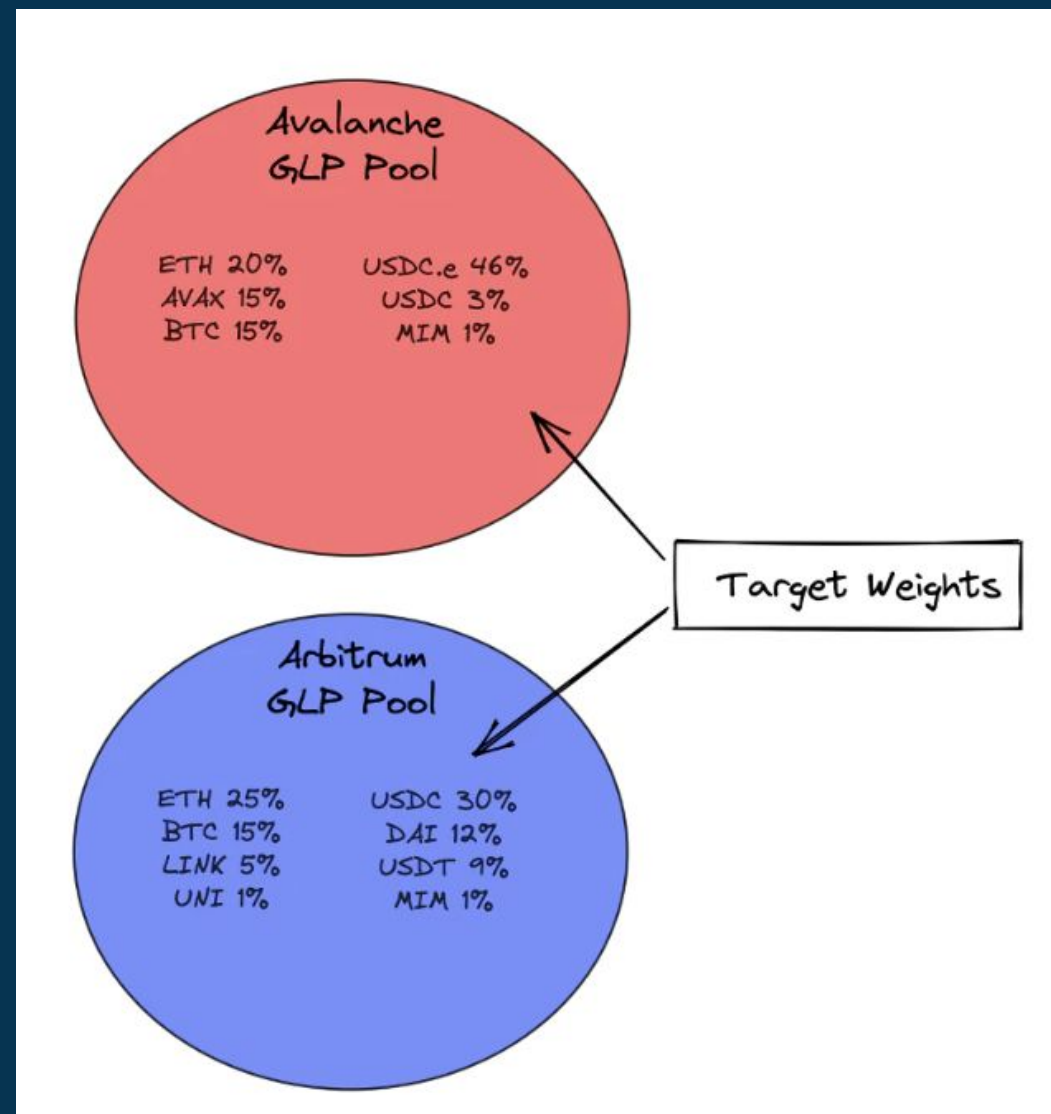 Avalanche
GLP Pool
ETH 20%
AVAX 15%
BTC 15%
USDC.e 46%
USDC 3%
MIM 1%
Target Weights
Arbitrum
GLP Pool
ETH 25%
BTC 15%
LINK 5%
UNI 1%
USDC 30%
DAI 12%
USDT 9%
MIM 1%